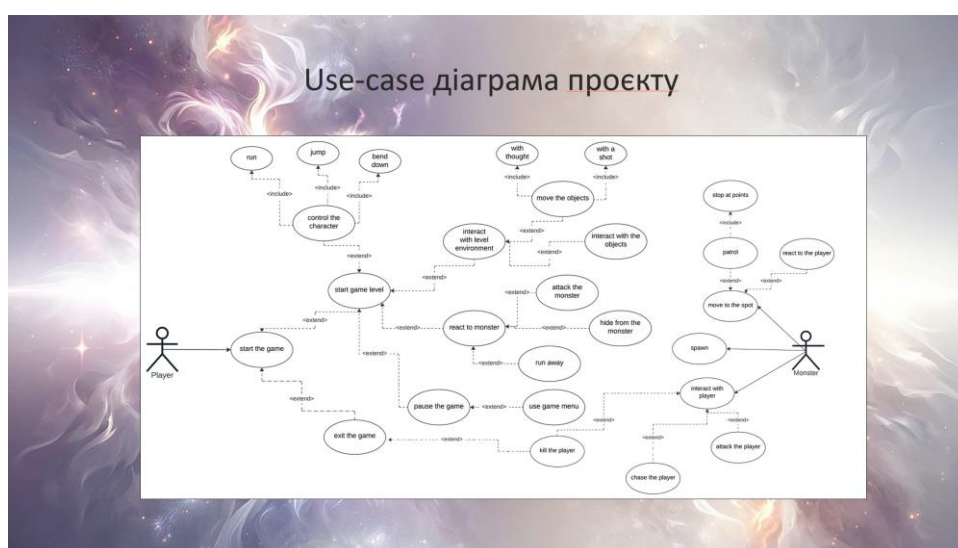 Use-case діаграма проєкту
run
jump
bend
down
<include>
<include>
<include>
control the
character
<extend>
with
thought
with a
shot
<include>
<include>
move the objects
<extend>
interact
with level
environment
interact with the
objects
<extend>
<extend>
stop at points
<include>
patrol
react to the player
<extend>
<extend>
move to the spot
start game level
<extend>
attack the
monster
<extend>
<extend>
react to monster
<extend>
hide from the
monster
<extend>
run away
Player
start the game
<extend>
spawn
Monster
interact with
player
<extend>
pause the game
<extend>
use game menu
<extend>
exit the game
<extend>
kill the player
<extend>
<extend>
attack the player
<extend>
chase the player